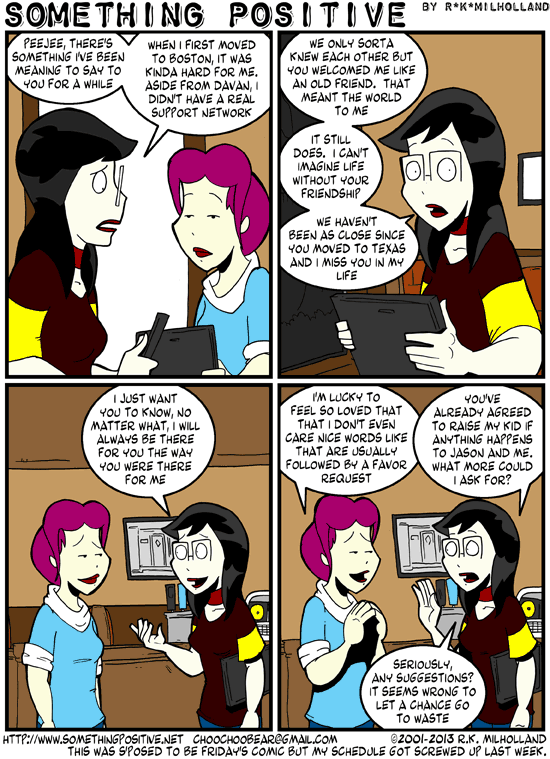 SOMETHING POSITIVE BY R*K*MILHOLLAND
PEEJEE, THERE'S
SOMETHING I'VE BEEN
MEANING TO SAY TO
YOU FOR A WHILE
WHEN I FIRST MOVED
TO BOSTON, IT WAS
KINDA HARD FOR ME.
ASIDE FROM DAVAN, I
DIDN'T HAVE A REAL
SUPPORT NETWORK
WE ONLY SORTA
KNEW EACH OTHER BUT
YOU WELCOMED ME LIKE
AN OLD FRIEND. THAT
MEANT THE WORLD
TO ME
IT STILL
DOES. I CAN'T
IMAGINE LIFE
WITHOUT YOUR
FRIENDSHIP
WE HAVEN'T
BEEN AS CLOSE SINCE
YOU MOVED TO TEXAS
AND I MISS YOU IN MY
LIFE
I JUST WANT
YOU TO KNOW, NO
MATTER WHAT, I WILL
ALWAYS BE THERE
FOR YOU THE WAY
YOU WERE THERE
FOR ME
I'M LUCKY TO
FEEL SO LOVED THAT
THAT I DON'T EVEN
CARE NICE WORDS LIKE
THAT ARE USUALLY
FOLLOWED BY A FAVOR
REQUEST
YOU'VE
ALREADY AGREED
TO RAISE MY KID IF
ANYTHING HAPPENS
TO JASON AND ME.
WHAT MORE COULD
I ASK FOR?
SERIOUSLY,
ANY SUGGESTIONS?
IT SEEMS WRONG TO
LET A CHANCE GO
TO WASTE
HTTP://WWW.SOMETHINGPOSITIVE.NET CHOOCHOOBEAR@GMAIL.COM ©2001-2013 R.K. MILHOLLAND
THIS WAS S'POSED TO BE FRIDAY'S COMIC BUT MY SCHEDULE GOT SCREWED UP LAST WEEK.